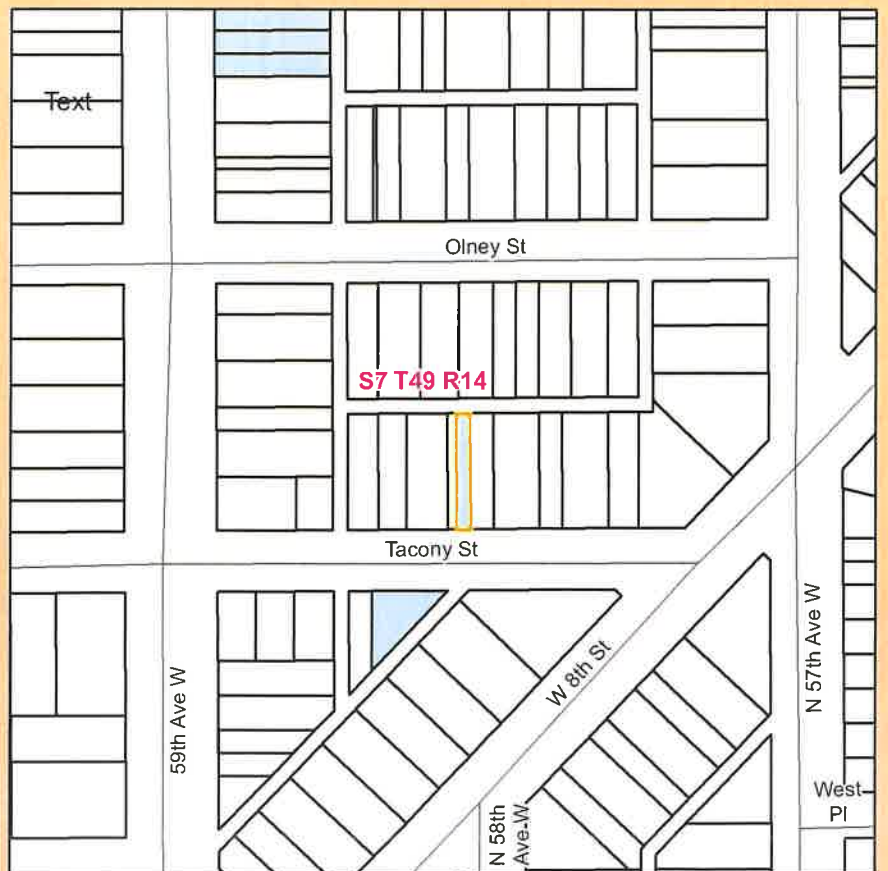 Text
Olney St
S7 T49 R14
Tacony St
59th Ave W
W 8th St
N 57th Ave W
N 58th
Ave W
West
Pl